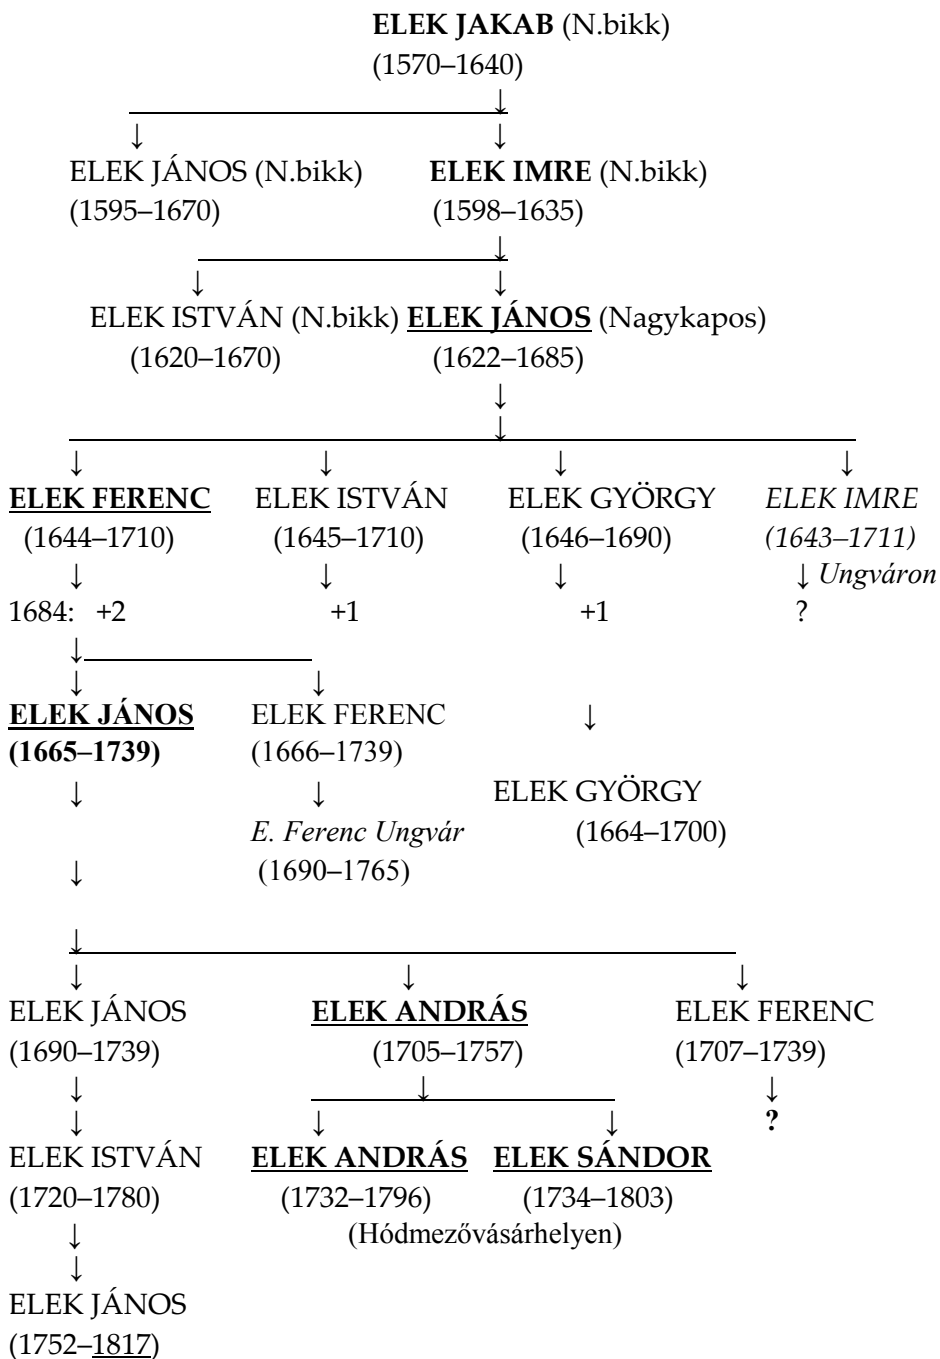 ELEK JAKAB (N.bikk)
(1570–1640)
ELEK JÁNOS (N.bikk) ELEK IMRE (N.bikk)
(1595–1670) (1598–1635)
ELEK ISTVÁN (N.bikk) ELEK JÁNOS (Nagykapos)
(1620–1670) (1622–1685)
ELEK FERENC ELEK ISTVÁN ELEK GYÖRGY ELEK IMRE
(1644–1710) (1645–1710) (1646–1690) (1643–1711)
Ungváron
1684: +2 +1 +1 ?
ELEK JÁNOS ELEK FERENC
(1665–1739) (1666–1739)
ELEK GYÖRGY
E. Ferenc Ungvár (1664–1700)
(1690–1765)
ELEK JÁNOS ELEK ANDRÁS ELEK FERENC
(1690–1739) (1705–1757) (1707–1739)
?
ELEK ISTVÁN ELEK ANDRÁS ELEK SÁNDOR
(1720–1780) (1732–1796) (1734–1803)
(Hódmezővásárhelyen)
ELEK JÁNOS
(1752–1817)